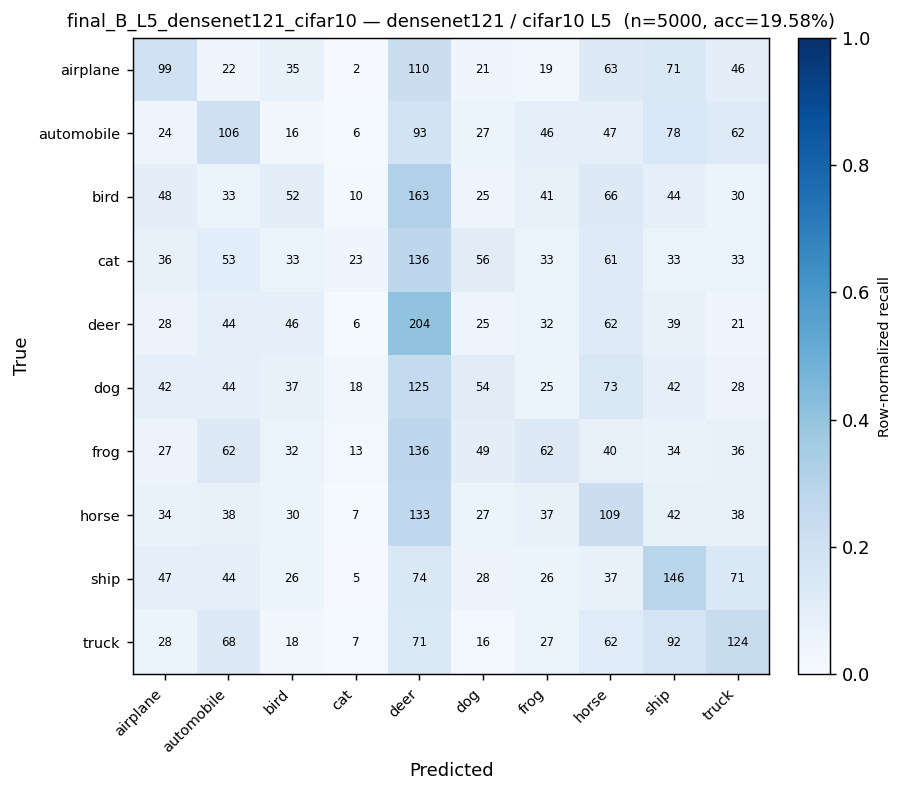 final_B_L5_densenet121_cifar10 — densenet121 / cifar10 L5  (n=5000, acc=19.58%)
airplane 99 22 35 2 110 21 19 63 71 46
automobile 24 106 16 6 93 27 46 47 78 62
bird 48 33 52 10 163 25 41 66 44 30
cat 36 53 33 23 136 56 33 61 33 33
deer 28 44 46 6 204 25 32 62 39 21
dog 42 44 37 18 125 54 25 73 42 28
frog 27 62 32 13 136 49 62 40 34 36
horse 34 38 30 7 133 27 37 109 42 38
ship 47 44 26 5 74 28 26 37 146 71
truck 28 68 18 7 71 16 27 62 92 124
airplane automobile bird cat deer dog frog horse ship truck
Predicted
True
1.0
0.8
0.6
0.4
0.2
0.0
Row-normalized recall